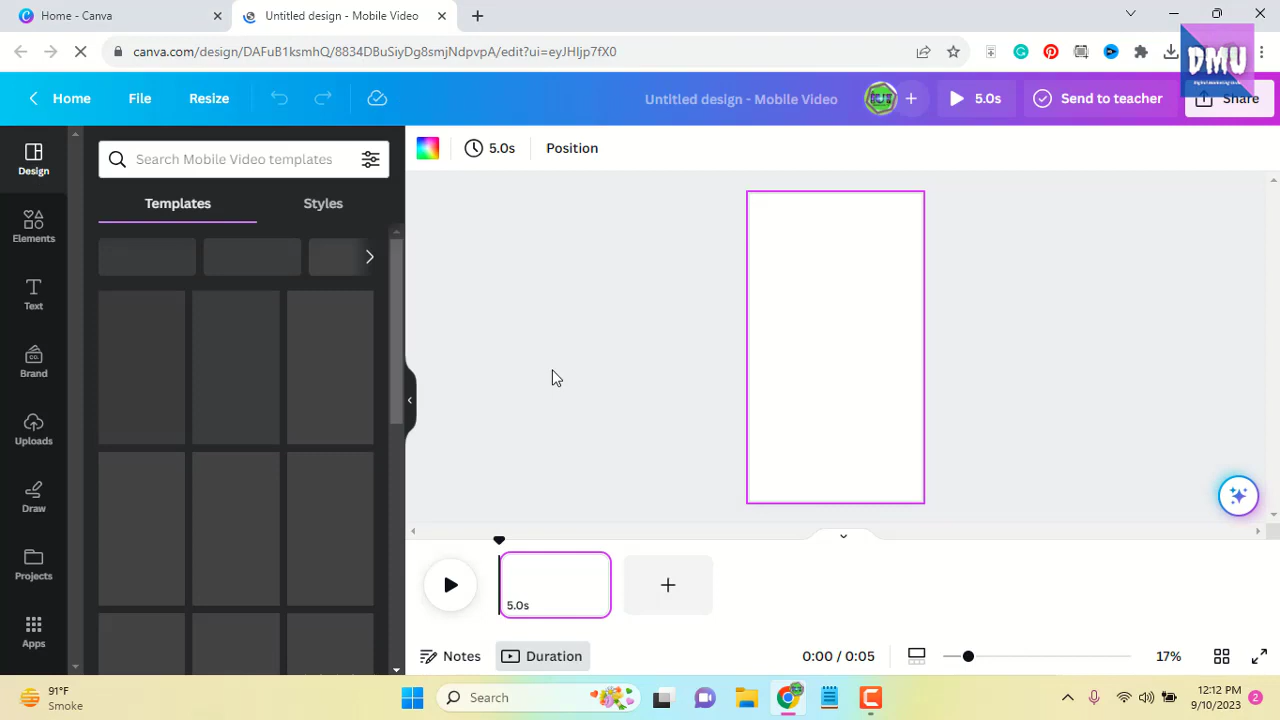 Home - Canva
Untitled design - Mobile Video
canva.com/design/DAFuB1ksmhQ/8834DBuSiyDg8smjNdpvpA/edit?ui=eyJHIjp7fX0
DMU
Home
File
Resize
Untitled design - Mobile Video
5.0s
Send to teacher
Share
Design
Search Mobile Video templates
5.0s
Position
Templates
Styles
Elements
Text
CO.
Brand
Uploads
Draw
Projects
Apps
5.0s
Notes
Duration
0:00 / 0:05
17%
91°F
Smoke
Search
12:12 PM
9/10/2023
2